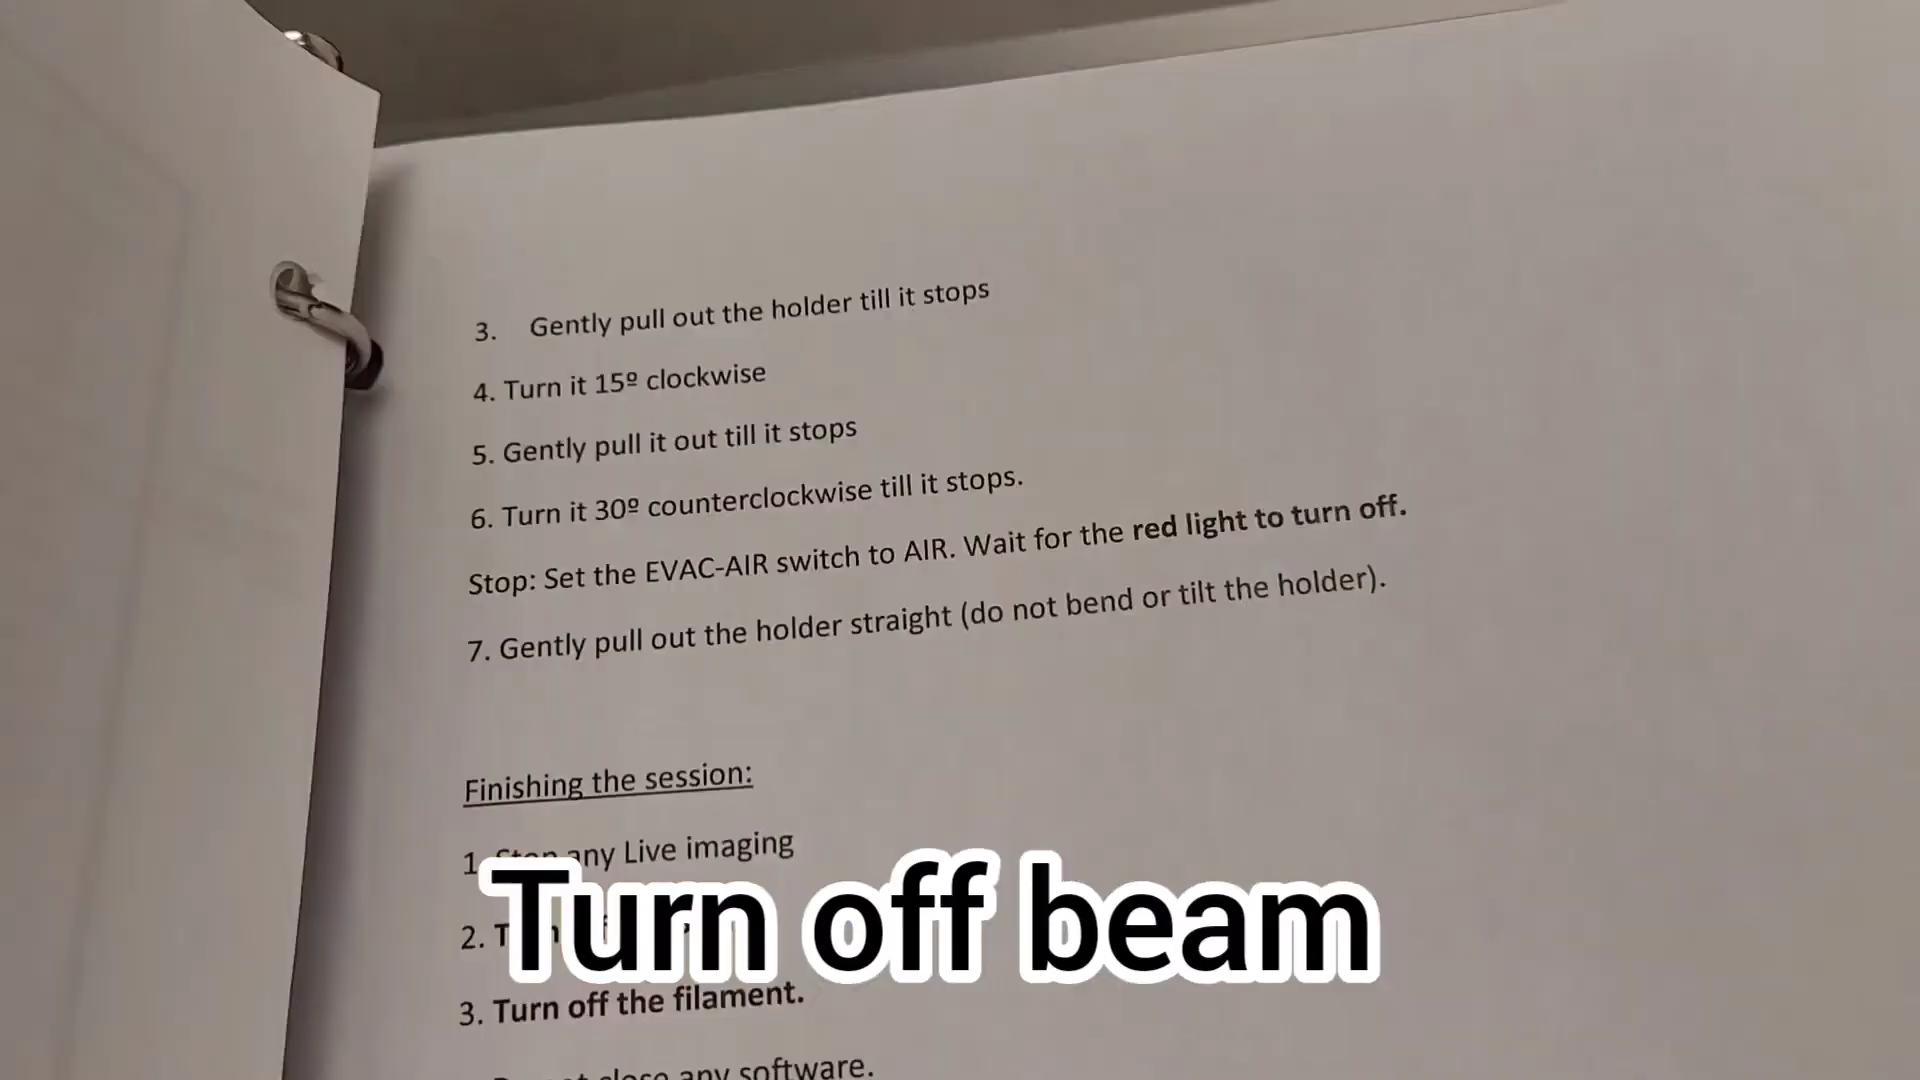 3. Gently pull out the holder till it stops
4. Turn it 15º clockwise
5. Gently pull it out till it stops
6. Turn it 30º counterclockwise till it stops.
Stop: Set the EVAC-AIR switch to AIR. Wait for the red light to turn off.
7. Gently pull out the holder straight (do not bend or tilt the holder).
Finishing the session:
1. Stop any Live imaging
2.
Turn off beam
3. Turn off the filament.
close any software.